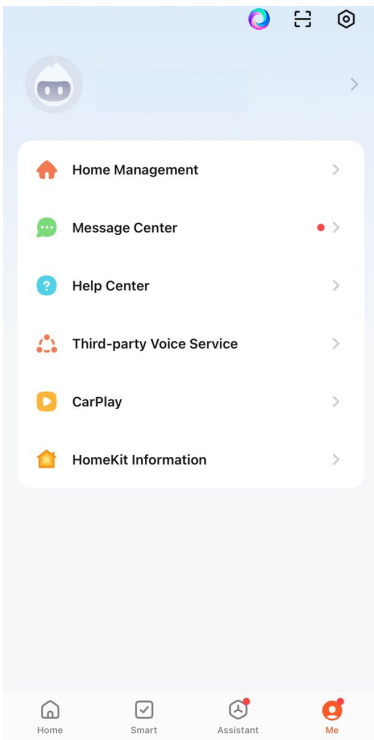 Home Management
Message Center
Help Center
Third-party Voice Service
CarPlay
HomeKit Information
Home
Smart
Assistant
Me